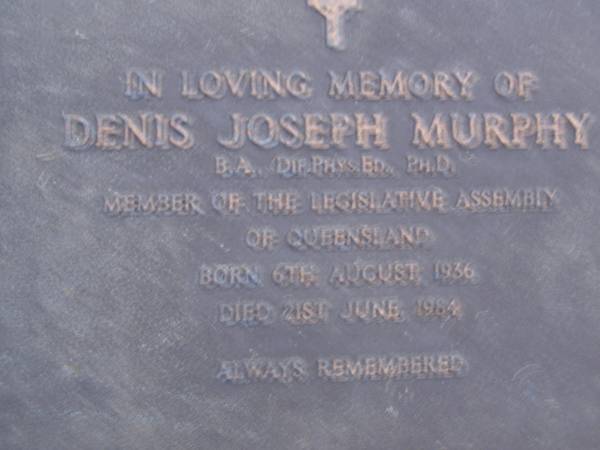 IN LOVING MEMORY OF
DENIS JOSEPH MURPHY
B.A., DIP.PHYS.ED., PH.D.
MEMBER OF THE LEGISLATIVE ASSEMBLY
OF QUEENSLAND
BORN 6TH AUGUST, 1936
DIED 21ST JUNE, 1984
ALWAYS REMEMBERED